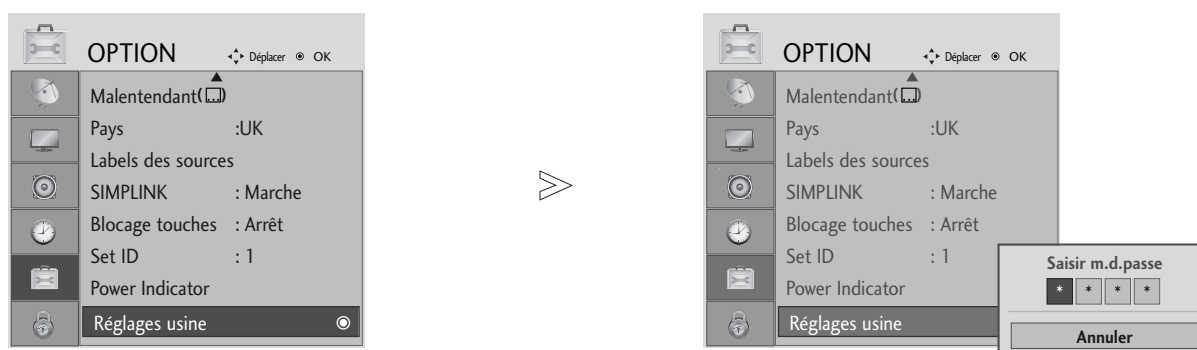 OPTION Déplacer OK
Malentendant( )
Pays :UK
Labels des sources
SIMPLINK : Marche
Blocage touches : Arrêt
Set ID : 1
Power Indicator
Réglages usine
OPTION Déplacer OK
Malentendant( )
Pays :UK
Labels des sources
SIMPLINK : Marche
Blocage touches : Arrêt
Set ID : 1
Power Indicator
Réglages usine
Saisir m.d.passe
* * * *
Annuler